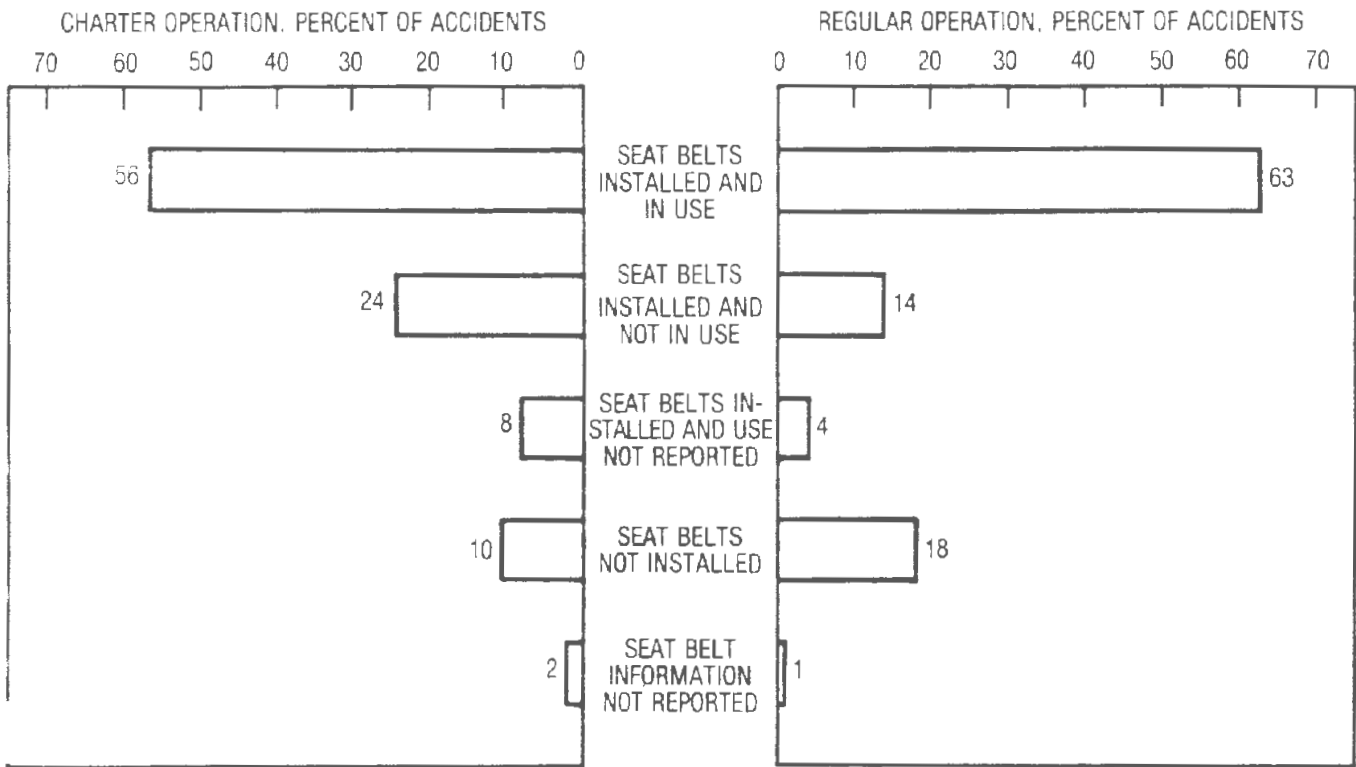 CHARTER OPERATION, PERCENT OF ACCIDENTS
70 60 50 40 30 20 10 0
REGULAR OPERATION, PERCENT OF ACCIDENTS
0 10 20 30 40 50 60 70
56
SEAT BELTS
INSTALLED AND
IN USE
63
24
SEAT BELTS
INSTALLED AND
NOT IN USE
14
8
SEAT BELTS IN-
STALLED AND USE
NOT REPORTED
4
10
SEAT BELTS
NOT INSTALLED
18
2
SEAT BELT
INFORMATION
NOT REPORTED
1